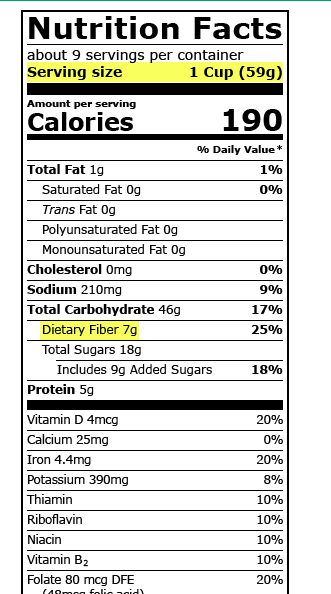 Nutrition Facts
about 9 servings per container
Serving size 1 Cup (59g)
Amount per serving
Calories 190
% Daily Value*
Total Fat 1g 1%
Saturated Fat 0g 0%
Trans Fat 0g
Polyunsaturated Fat 0g
Monounsaturated Fat 0g
Cholesterol 0mg 0%
Sodium 210mg 9%
Total Carbohydrate 46g 17%
Dietary Fiber 7g 25%
Total Sugars 18g
Includes 9g Added Sugars 18%
Protein 5g
Vitamin D 4mcg 20%
Calcium 25mg 0%
Iron 4.4mg 20%
Potassium 390mg 8%
Thiamin 10%
Riboflavin 10%
Niacin 10%
Vitamin B₂ 10%
Folate 80 mcg DFE 20%
(48mcg folic acid)